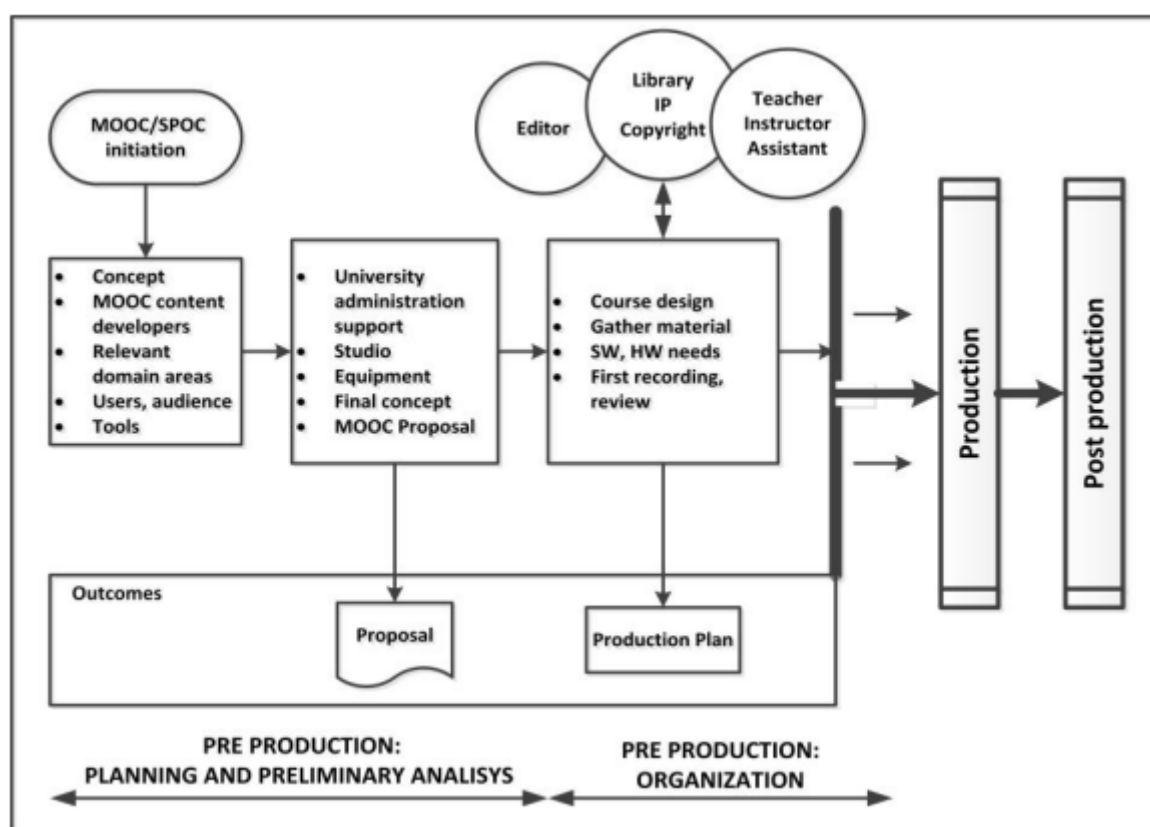 MOOC/SPOC
initiation
Editor
Library
IP
Copyright
Teacher
Instructor
Assistant
• Concept
• MOOC content
developers
• Relevant
domain areas
• Users, audience
• Tools
• University
administration
support
• Studio
• Equipment
• Final concept
• MOOC Proposal
• Course design
• Gather material
• SW, HW needs
• First recording,
review
Production
Post production
Outcomes
Proposal
Production Plan
PRE PRODUCTION:
PLANNING AND PRELIMINARY ANALISYS
PRE PRODUCTION:
ORGANIZATION